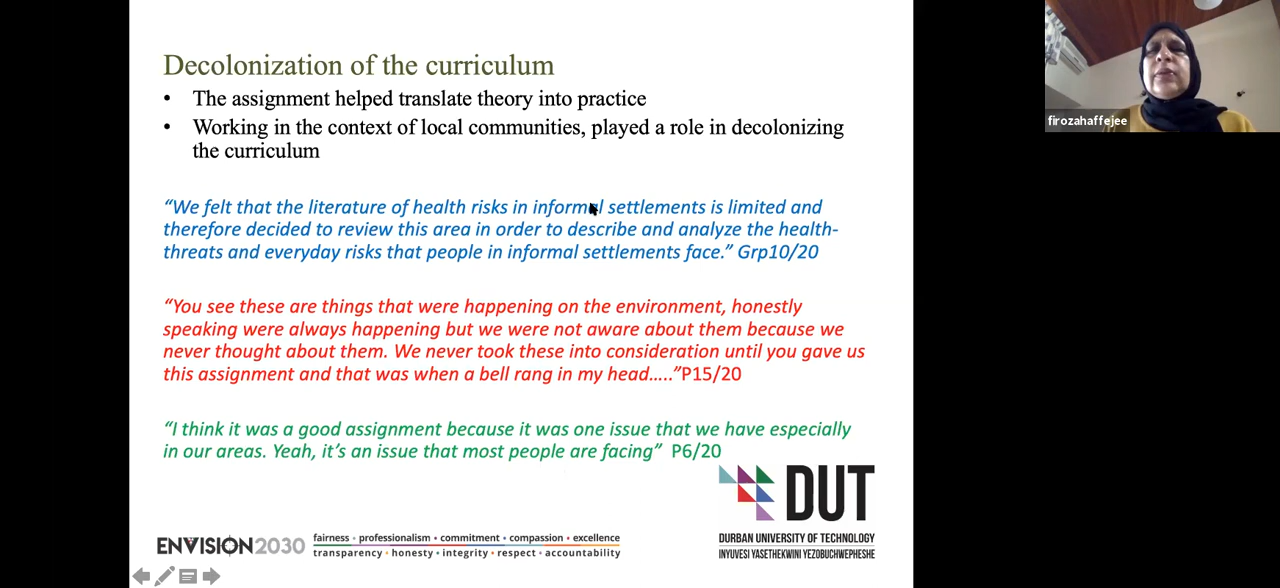 Decolonization of the curriculum
• The assignment helped translate theory into practice
• Working in the context of local communities, played a role in decolonizing
the curriculum
“We felt that the literature of health risks in informal settlements is limited and
therefore decided to review this area in order to describe and analyze the health-
threats and everyday risks that people in informal settlements face.” Grp10/20
“You see these are things that were happening on the environment, honestly
speaking were always happening but we were not aware about them because we
never thought about them. We never took these into consideration until you gave us
this assignment and that was when a bell rang in my head…..”P15/20
“I think it was a good assignment because it was one issue that we have especially
in our areas. Yeah, it’s an issue that most people are facing” P6/20
DUT
DURBAN UNIVERSITY OF TECHNOLOGY
INYUVESI YASETHEKWINI YEZOBUCHWEPHESHE
ENVISION2030
fairness • professionalism • commitment • compassion • excellence
transparency • honesty • integrity • respect • accountability
firozahaffejee